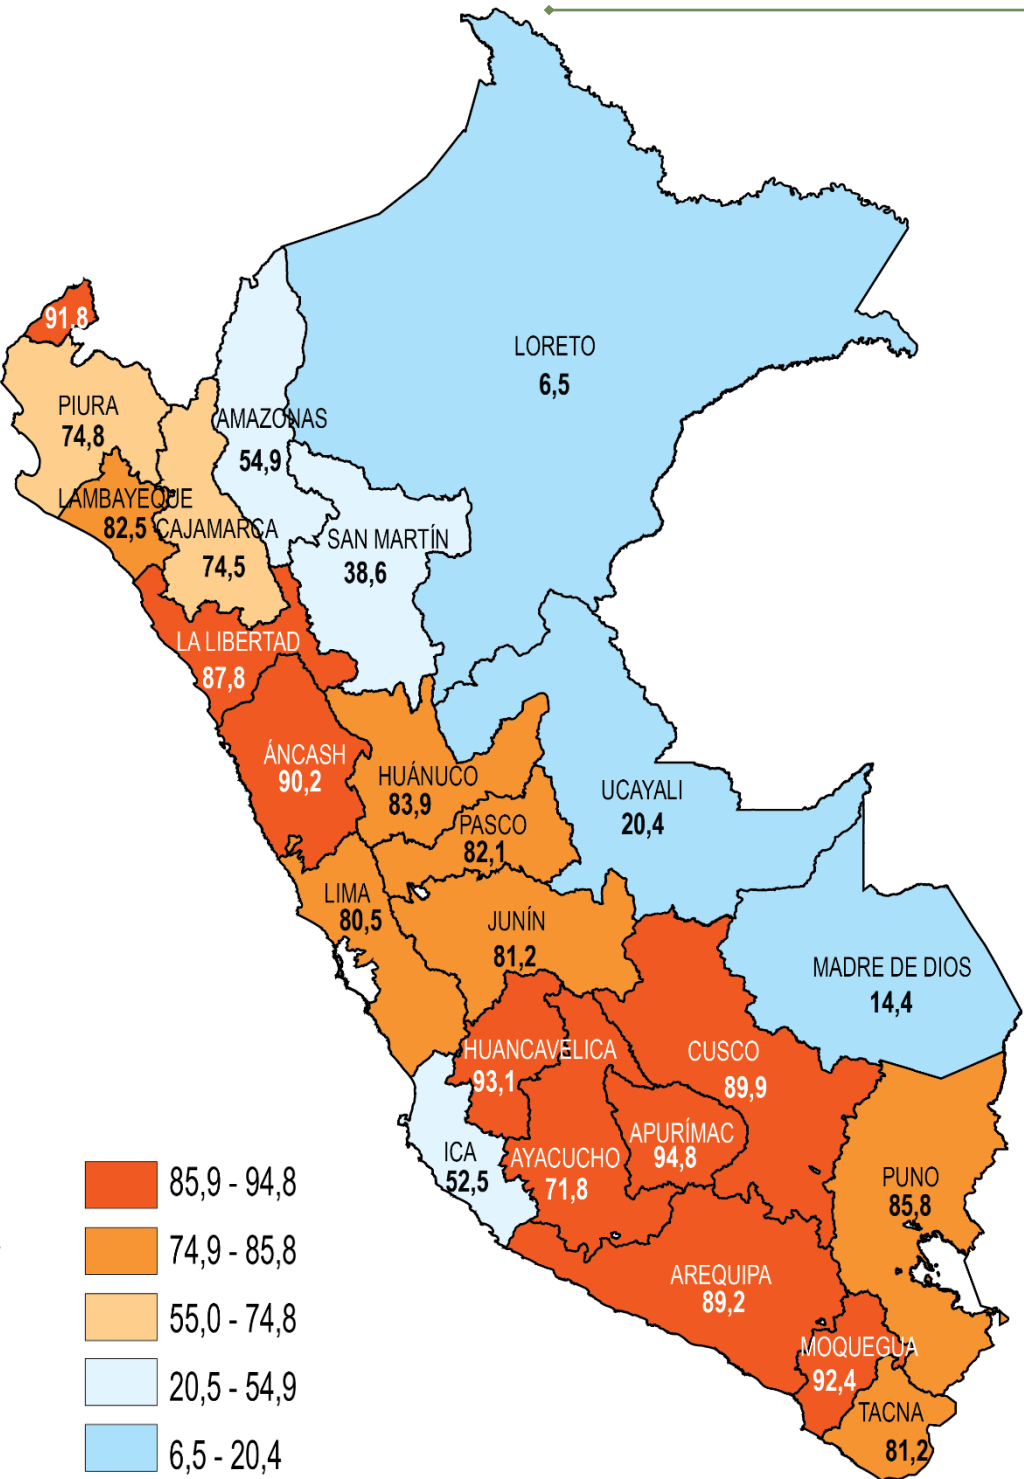 LORETO
6,5
91,8
PIURA
74,8
AMAZONAS
54,9
LAMBAYEQUE
82,5
CAJAMARCA
74,5
SAN MARTÍN
38,6
LA LIBERTAD
87,8
ÁNCASH
90,2
HUÁNUCO
83,9
UCAYALI
20,4
PASCO
82,1
LIMA
80,5
JUNÍN
81,2
MADRE DE DIOS
14,4
HUANCAVELICA
93,1
CUSCO
89,9
APURÍMAC
94,8
ICA
52,5
AYACUCHO
71,8
PUNO
85,8
AREQUIPA
89,2
MOQUEGUA
92,4
TACNA
81,2
85,9 - 94,8
74,9 - 85,8
55,0 - 74,8
20,5 - 54,9
6,5 - 20,4